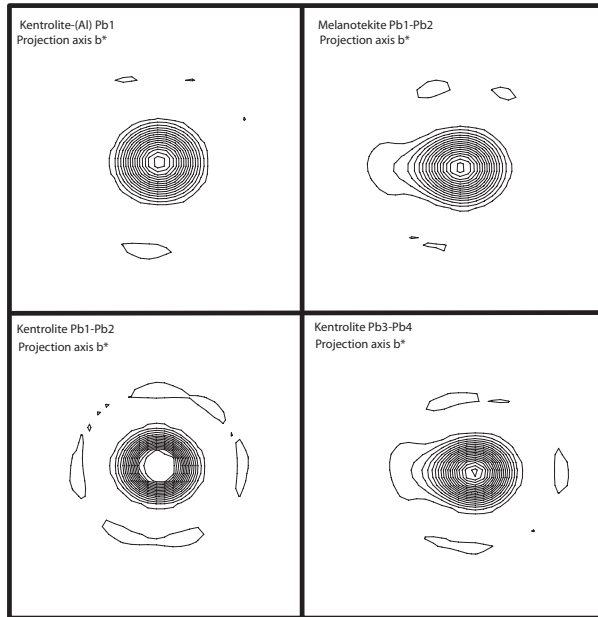 Kentrolite-(Al) Pb1
Projection axis b*
Melanotekite Pb1-Pb2
Projection axis b*
Kentrolite Pb1-Pb2
Projection axis b*
Kentrolite Pb3-Pb4
Projection axis b*